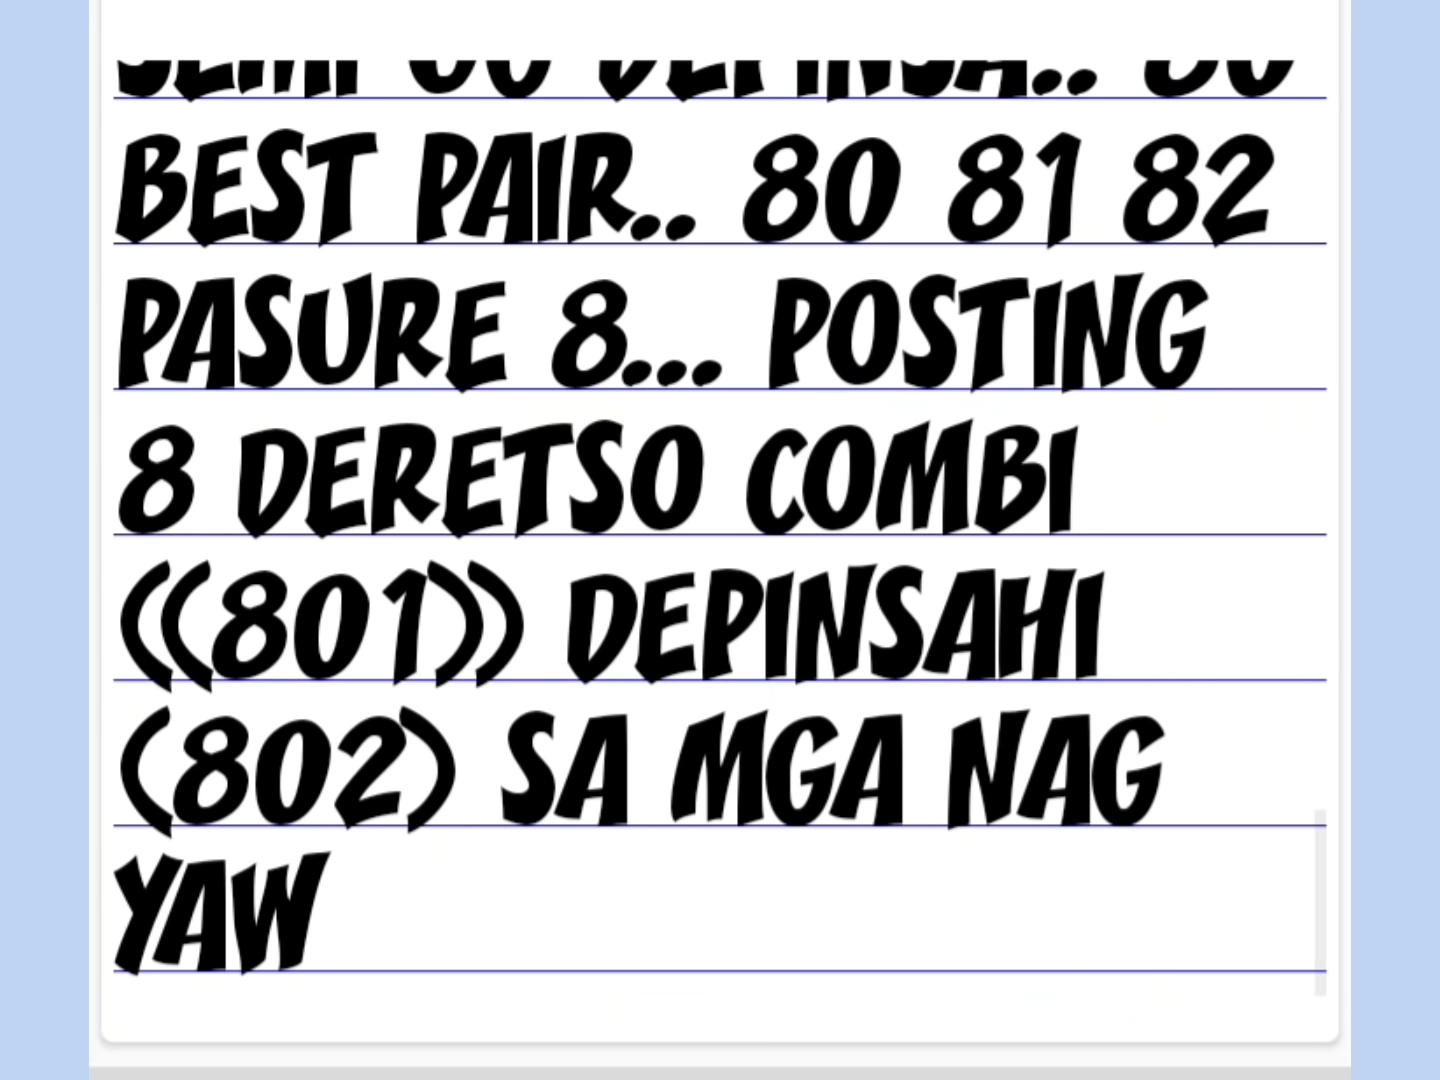 BEST PAIR.. 80 81 82
PASURE 8... POSTING
8 DERETSO COMBI
((801)) DEPINSAHI
(802) SA MGA NAG
YAW